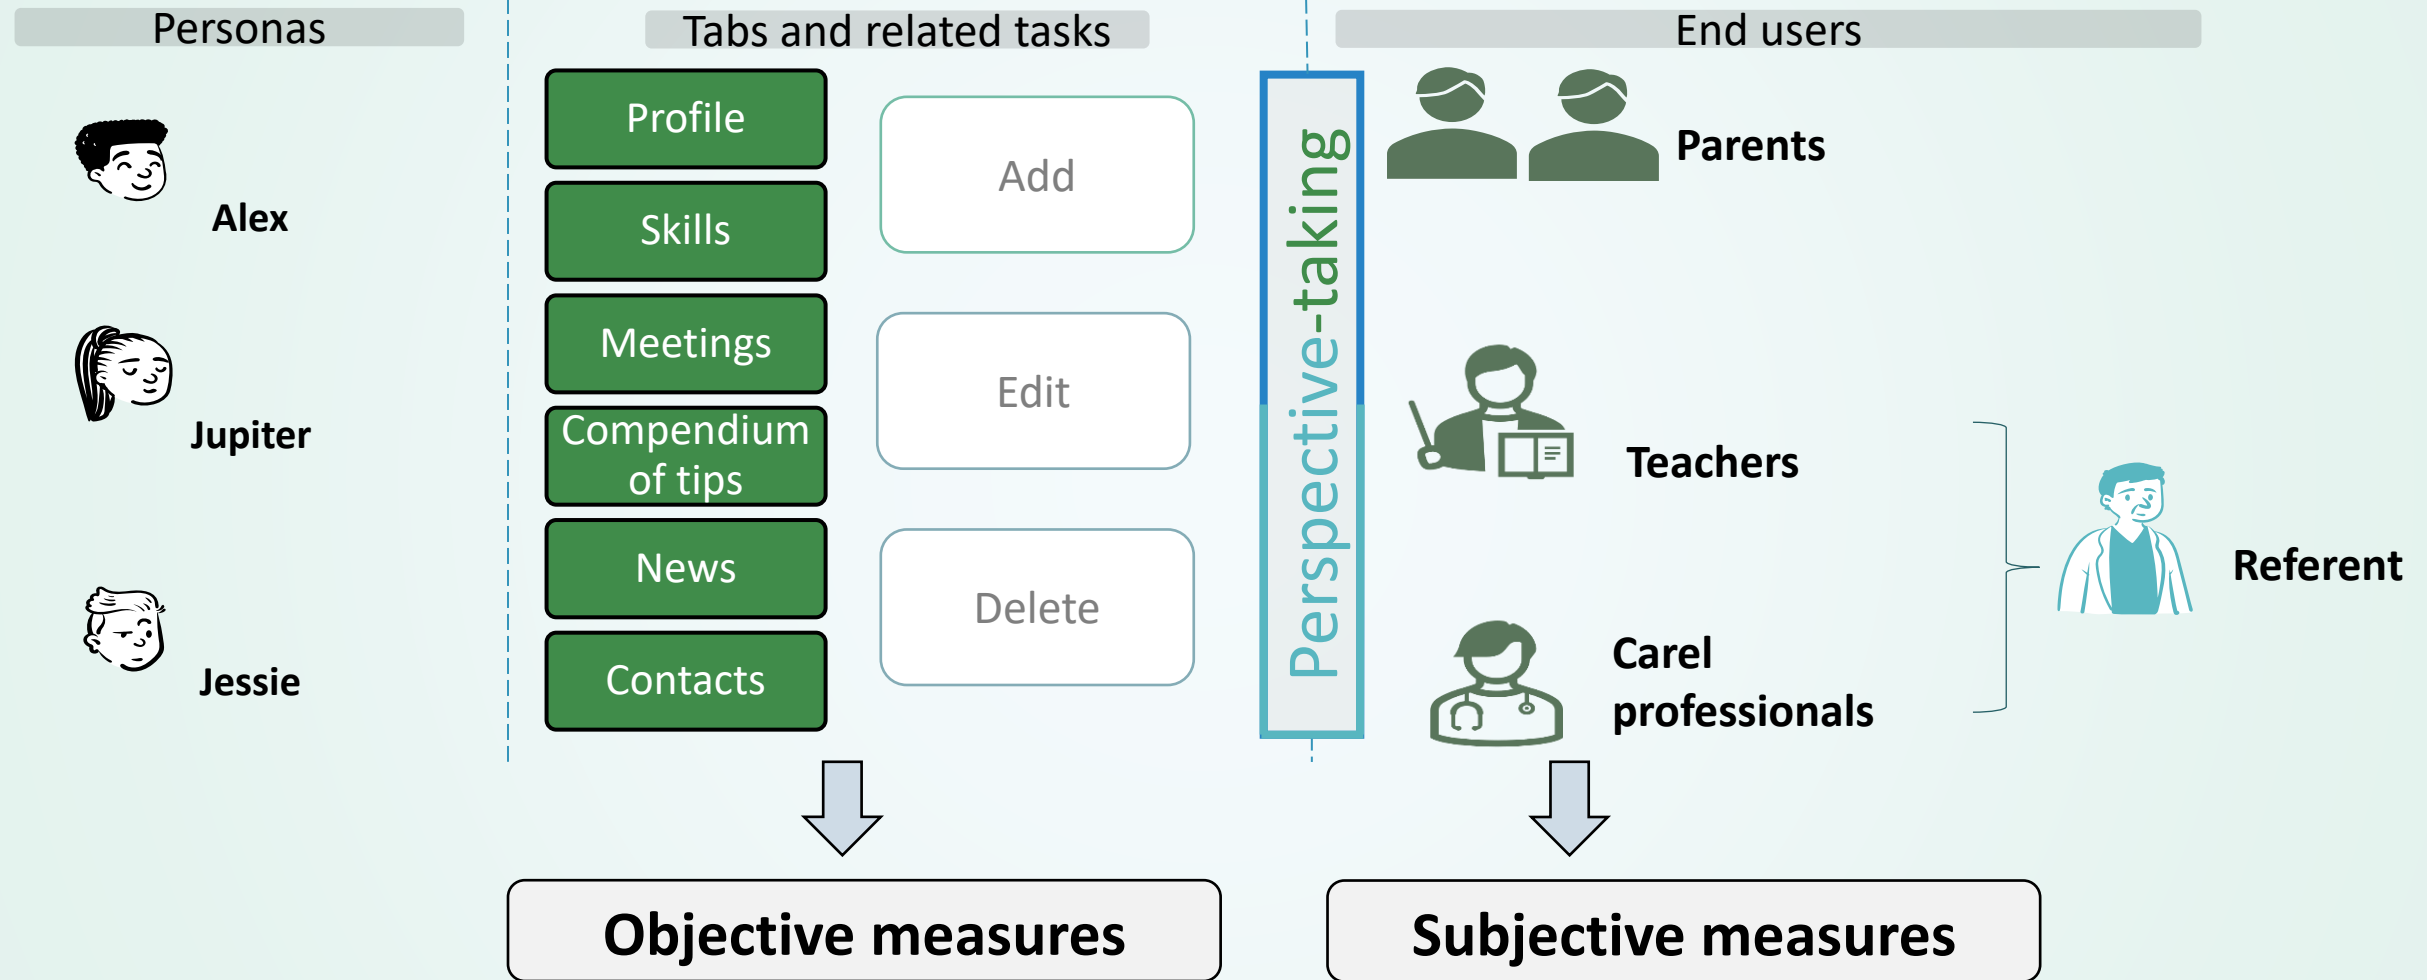 Personas
Tabs and related tasks
End users
Alex
Jupiter
Jessie
Profile
Skills
Meetings
Compendium
of tips
News
Contacts
Add
Edit
Delete
Perspective-taking
Parents
Teachers
Carel
professionals
Referent
Objective measures
Subjective measures